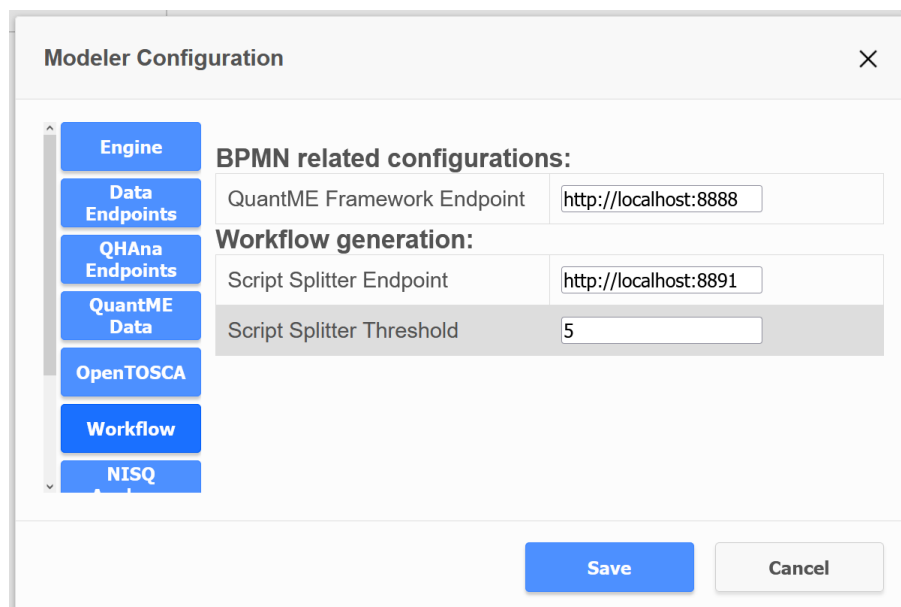 Modeler Configuration
Engine
Data
Endpoints
QHAna
Endpoints
QuantME
Data
OpenTOSCA
Workflow
NISQ
BPMN related configurations:
QuantME Framework Endpoint http://localhost:8888
Workflow generation:
Script Splitter Endpoint http://localhost:8891
Script Splitter Threshold 5
Save Cancel